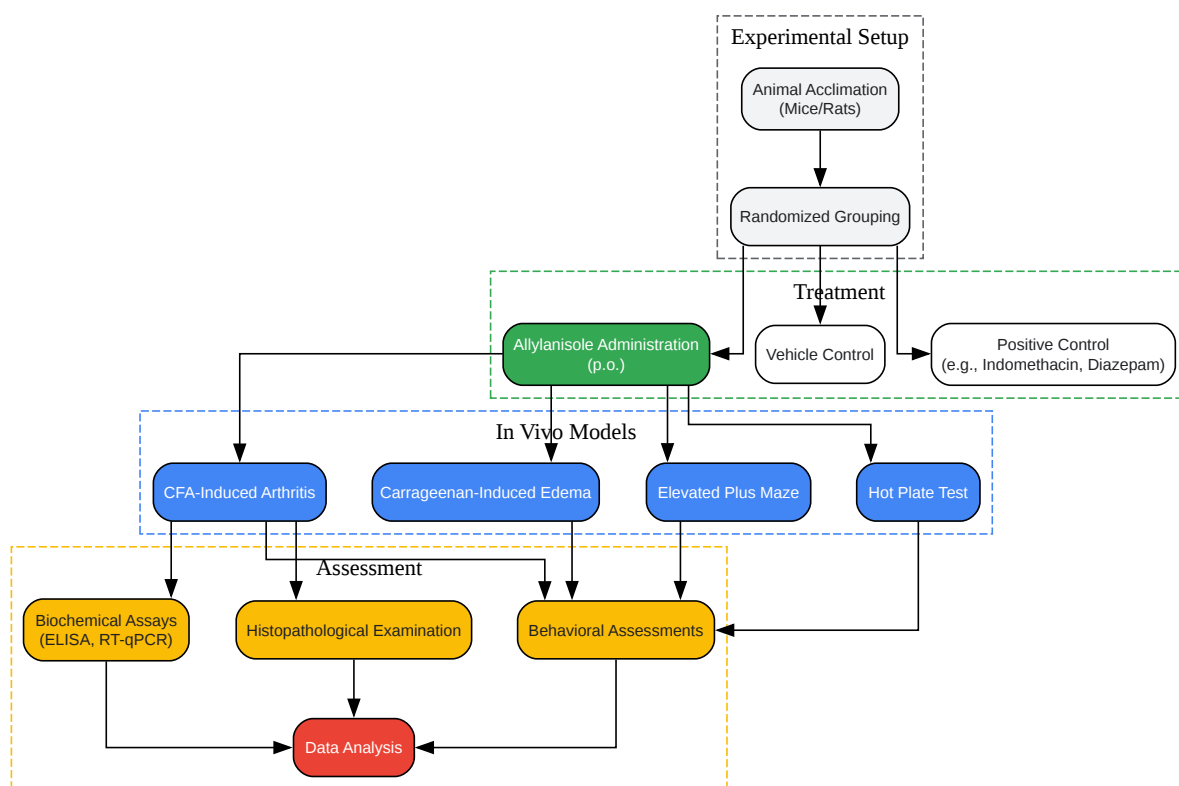 Experimental Setup
Animal Acclimation
(Mice/Rats)
Randomized Grouping
Treatment
Allylanisole Administration
(p.o.)
Vehicle Control
Positive Control
(e.g., Indomethacin, Diazepam)
In Vivo Models
CFA-Induced Arthritis
Carrageenan-Induced Edema
Elevated Plus Maze
Hot Plate Test
Assessment
Biochemical Assays
(ELISA, RT-qPCR)
Histopathological Examination
Behavioral Assessments
Data Analysis